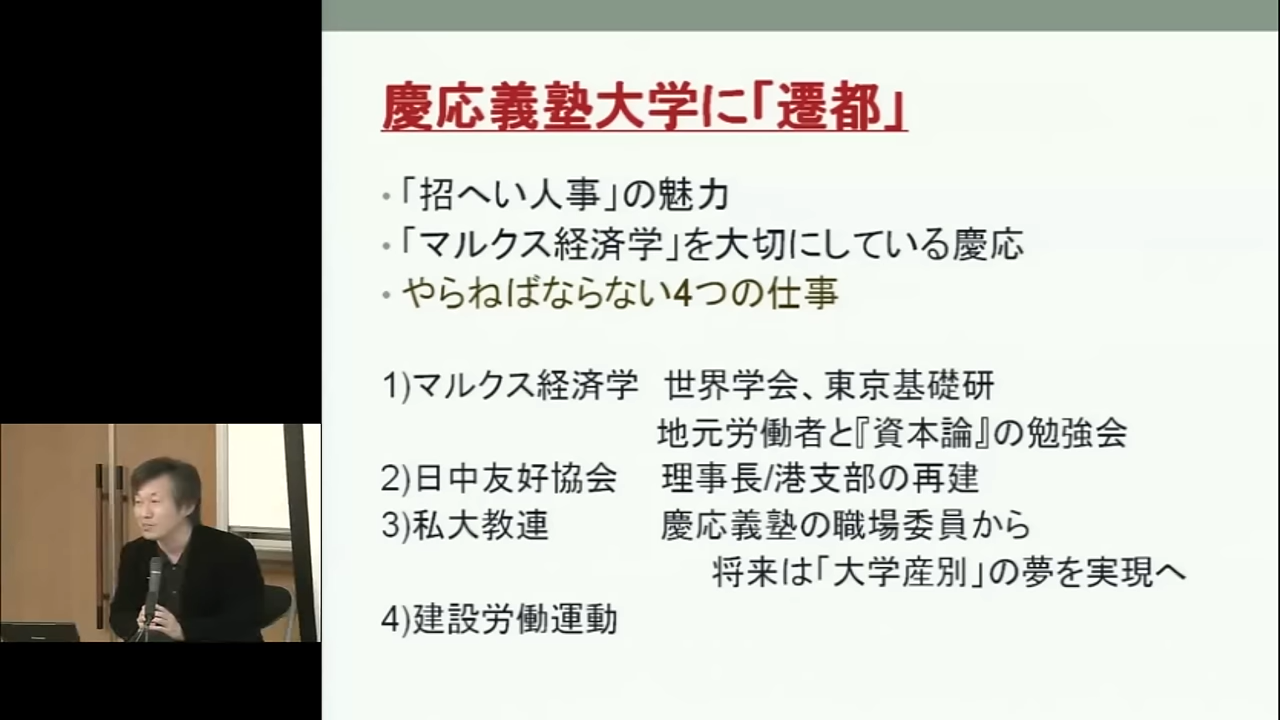 慶応義塾大学に「遷都」
・「招へい人事」の魅力
・「マルクス経済学」を大切にしている慶応
・やらねばならない4つの仕事
1)マルクス経済学 世界学会、東京基礎研
地元労働者と『資本論』の勉強会
2)日中友好協会 理事長/港支部の再建
3)私大教連 慶応義塾の職場委員から
将来は「大学産別」の夢を実現へ
4)建設労働運動